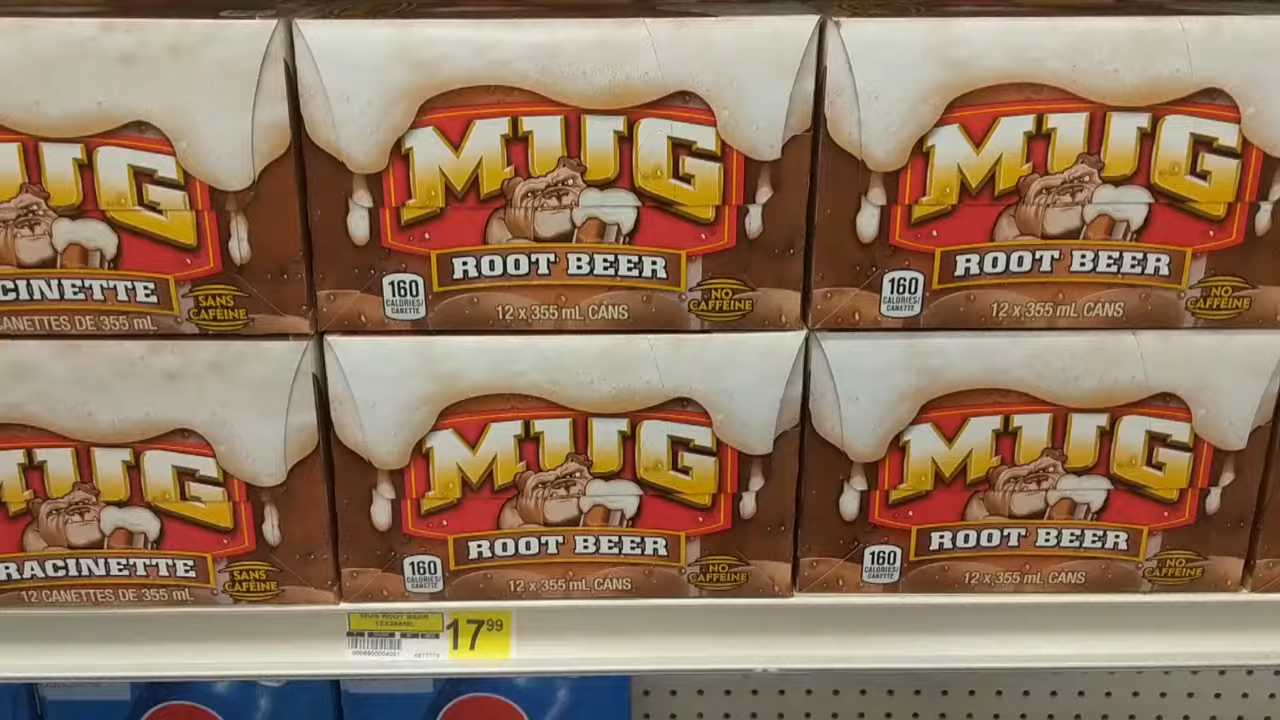 UG
CINETTE
SANS
CAFÉINE
CANETTES DE 355 mL
MUG
ROOT BEER
160
CALORIES/
CANETTE
12 x 355 mL CANS
NO
CAFFEINE
MUG
ROOT BEER
160
CALORIES/
CANETTE
12 x 355 mL CANS
NO
CAFFEINE
MUG
RACINETTE
SANS
CAFÉINE
12 CANETTES DE 355 mL
MUG
ROOT BEER
160
CALORIES/
CANETTE
12 x 355 mL CANS
NO
CAFFEINE
MUG
ROOT BEER
160
CALORIES/
CANETTE
12 x 355 mL CANS
NO
CAFFEINE
MUG ROOT BEER
12X355ML
17 99